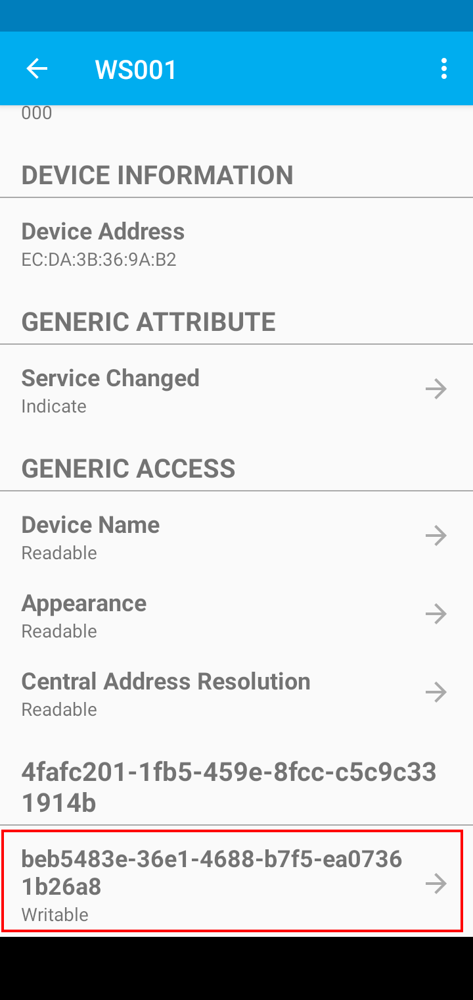 WS001
000
DEVICE INFORMATION
Device Address
EC:DA:3B:36:9A:B2
GENERIC ATTRIBUTE
Service Changed
Indicate
GENERIC ACCESS
Device Name
Readable
Appearance
Readable
Central Address Resolution
Readable
4fafc201-1fb5-459e-8fcc-c5c9c33
1914b
beb5483e-36e1-4688-b7f5-ea0736
1b26a8
Writable